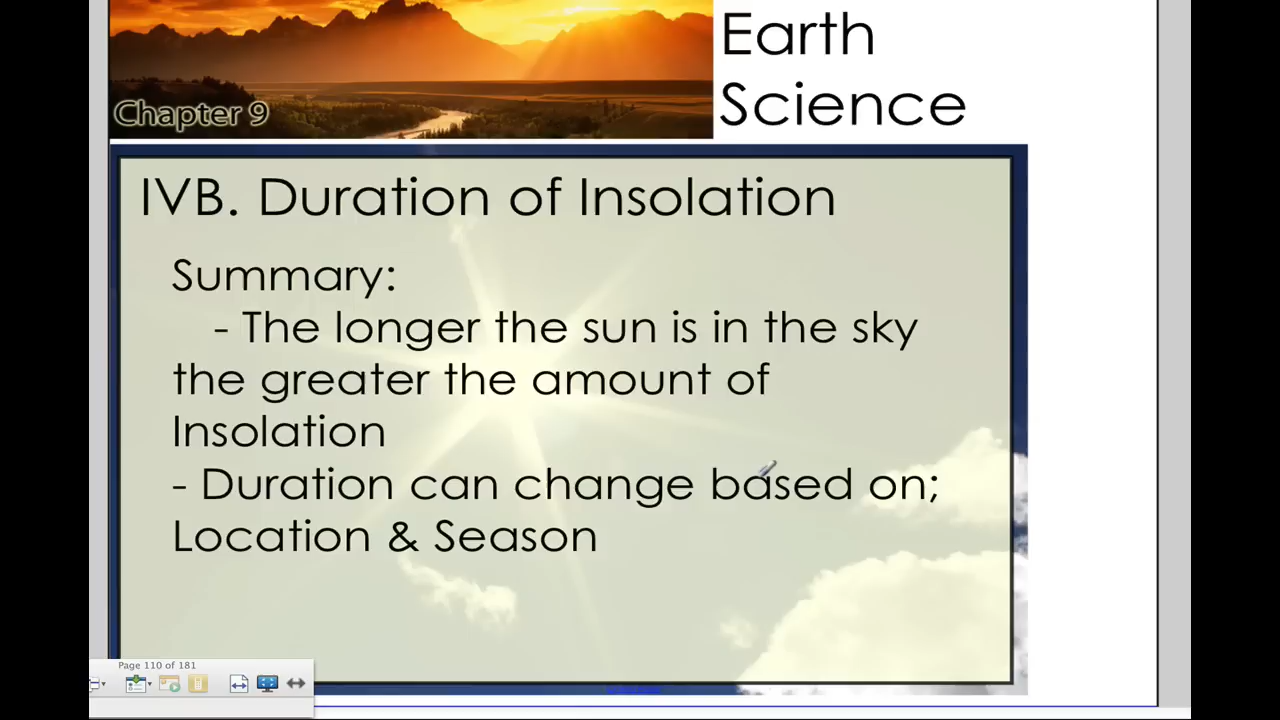 Earth
Science
Chapter 9
IVB. Duration of Insolation
Summary:
- The longer the sun is in the sky
the greater the amount of
Insolation
- Duration can change based on;
Location & Season
Page 110 of 181